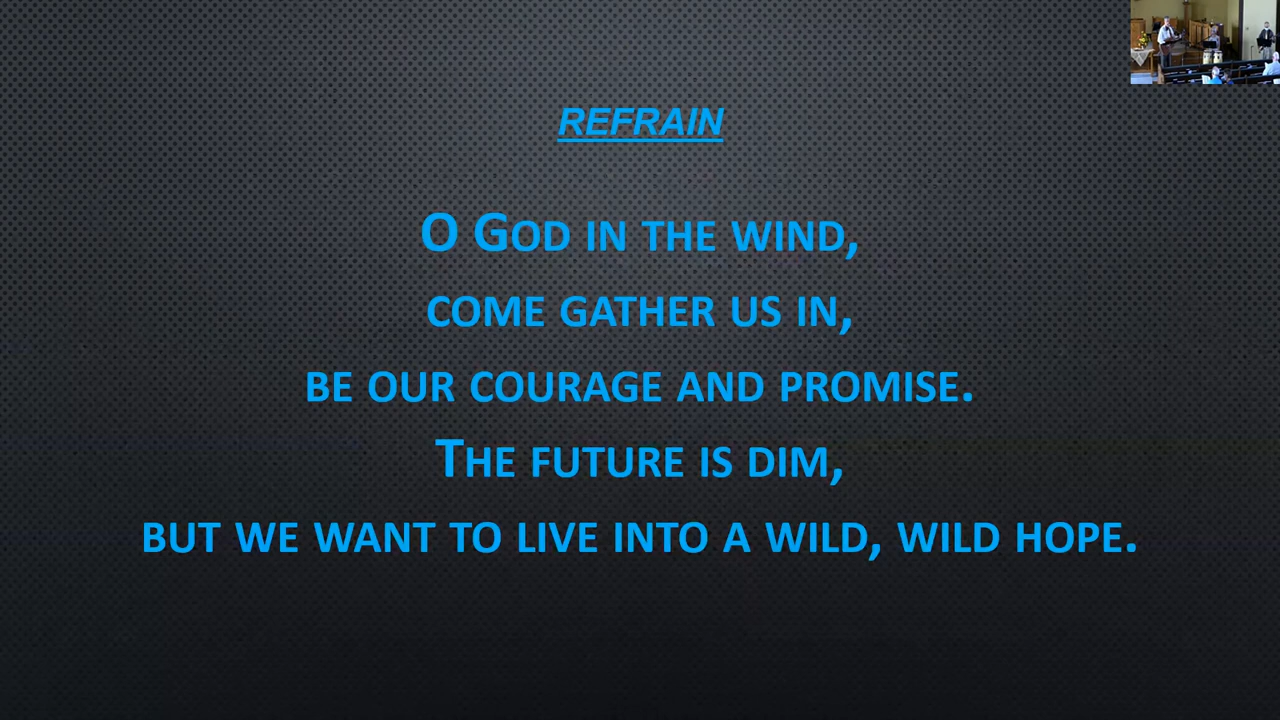 REFRAIN
O God in the wind,
come gather us in,
be our courage and promise.
The future is dim,
but we want to live into a wild, wild hope.